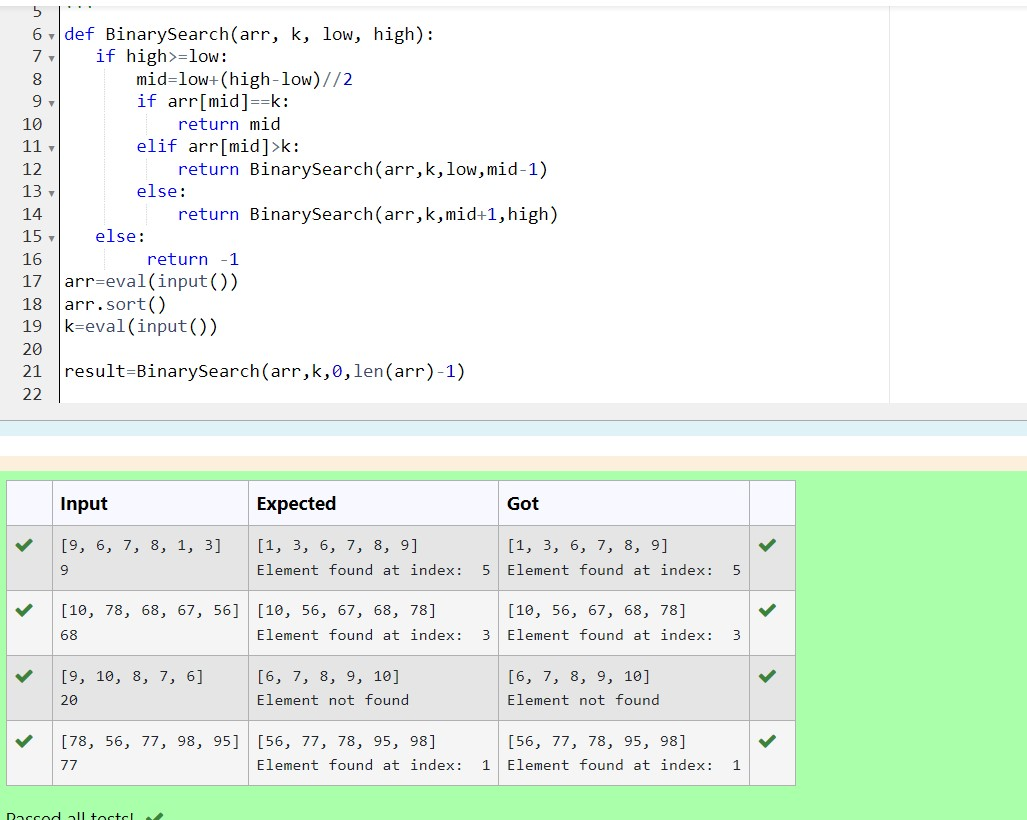 5 '''
6 def BinarySearch(arr, k, low, high):
7 if high>=low:
8 mid=low+(high-low)//2
9 if arr[mid]==k:
10 return mid
11 elif arr[mid]>k:
12 return BinarySearch(arr,k,low,mid-1)
13 else:
14 return BinarySearch(arr,k,mid+1,high)
15 else:
16 return -1
17 arr=eval(input())
18 arr.sort()
19 k=eval(input())
20
21 result=BinarySearch(arr,k,0,len(arr)-1)
22
Input Expected Got
[9, 6, 7, 8, 1, 3] [1, 3, 6, 7, 8, 9] [1, 3, 6, 7, 8, 9]
9 Element found at index:  5 Element found at index:  5
[10, 78, 68, 67, 56] [10, 56, 67, 68, 78] [10, 56, 67, 68, 78]
68 Element found at index:  3 Element found at index:  3
[9, 10, 8, 7, 6] [6, 7, 8, 9, 10] [6, 7, 8, 9, 10]
20 Element not found Element not found
[78, 56, 77, 98, 95] [56, 77, 78, 95, 98] [56, 77, 78, 95, 98]
77 Element found at index:  1 Element found at index:  1
Passed all tests!